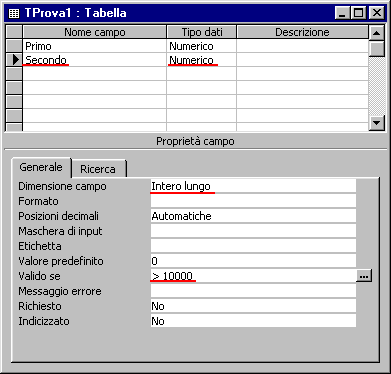 TProva1 : Tabella
Nome campo Tipo dati Descrizione
Primo Numerico
Secondo Numerico
Proprietà campo
Generale Ricerca
Dimensione campo Intero lungo
Formato
Posizioni decimali Automatiche
Maschera di input
Etichetta
Valore predefinito 0
Valido se > 10000 ...
Messaggio errore
Richiesto No
Indicizzato No